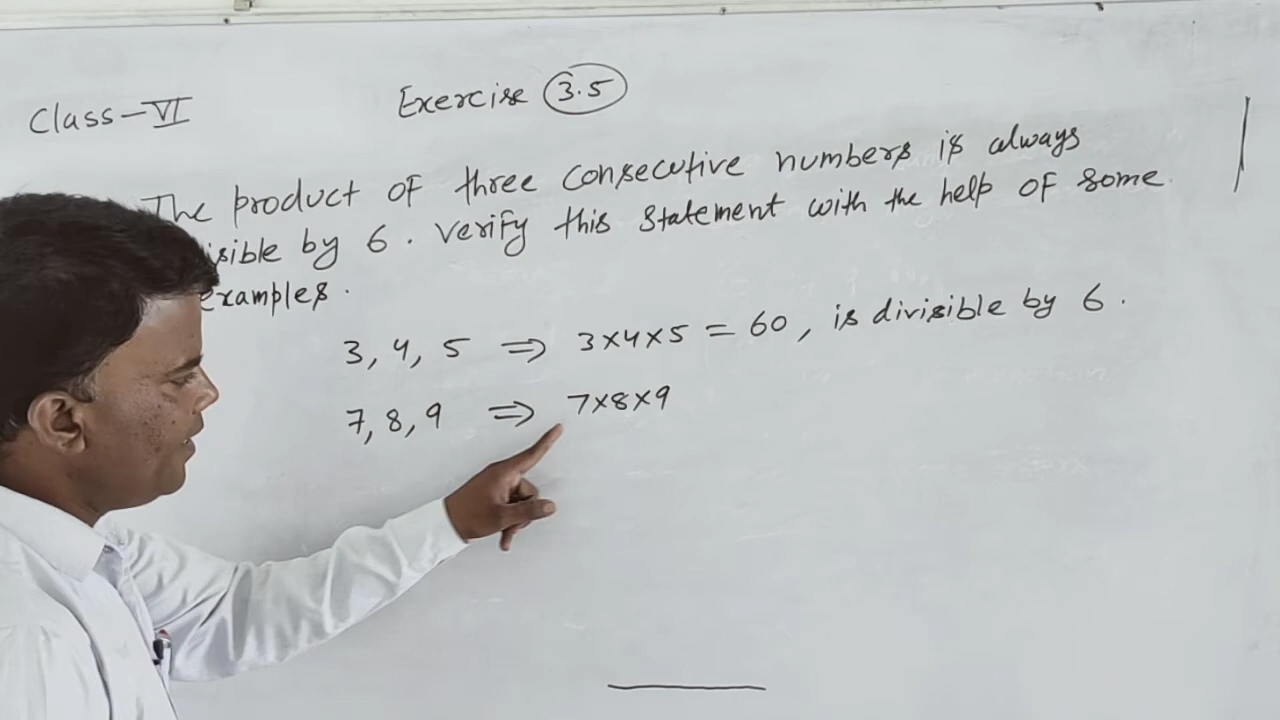 Class-VI
Exercise 3.5
The product of three consecutive numbers is always
isible by 6. Verify this statement with the help of some
examples.
3, 4, 5 ⇒ 3×4×5 = 60, is divisible by 6.
7, 8, 9 ⇒ 7×8×9